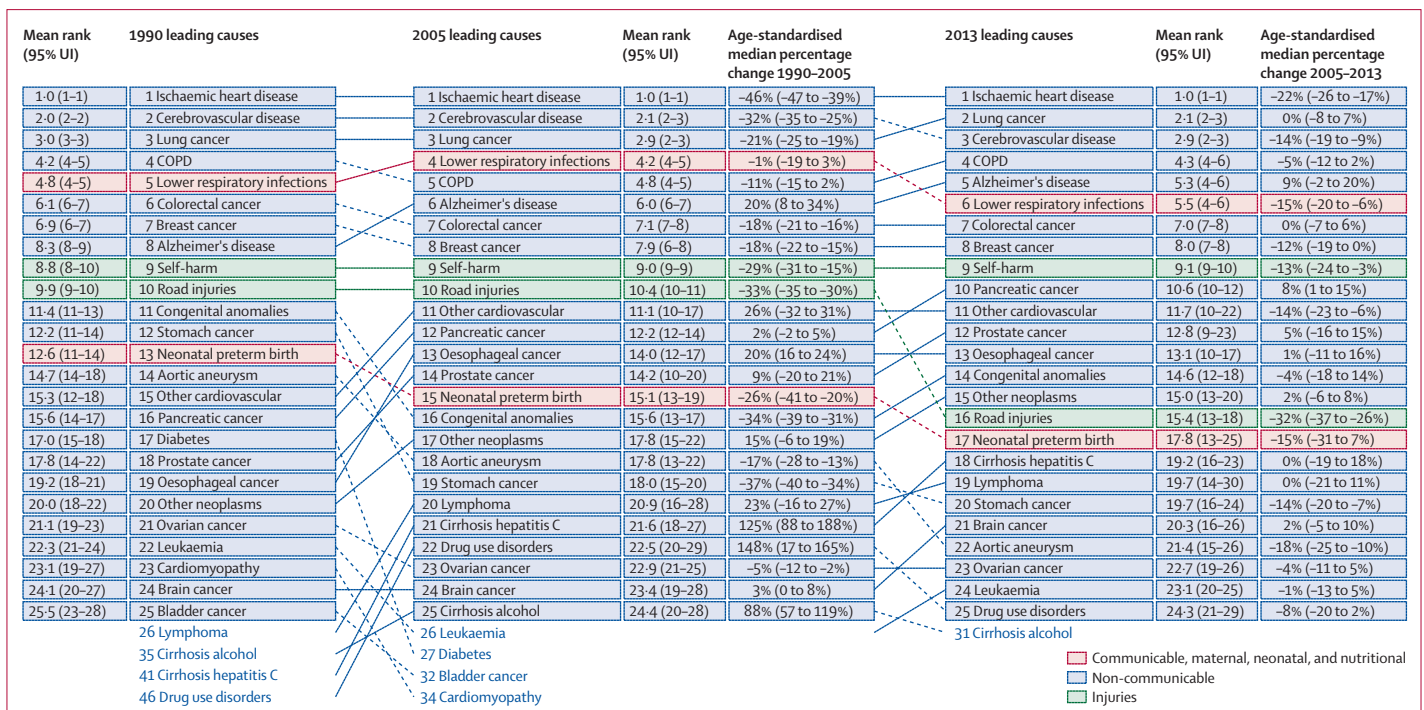 Mean rank (95% UI) 1990 leading causes 2005 leading causes Mean rank (95% UI) Age-standardised median percentage change 1990–2005 2013 leading causes Mean rank (95% UI) Age-standardised median percentage change 2005–2013
1·0 (1–1) 1 Ischaemic heart disease 1 Ischaemic heart disease 1·0 (1–1) –46% (–47 to –39%) 1 Ischaemic heart disease 1·0 (1–1) –22% (–26 to –17%)
2·0 (2–2) 2 Cerebrovascular disease 2 Cerebrovascular disease 2·1 (2–3) –32% (–35 to –25%) 2 Lung cancer 2·1 (2–3) 0% (–8 to 7%)
3·0 (3–3) 3 Lung cancer 3 Lung cancer 2·9 (2–3) –21% (–25 to –19%) 3 Cerebrovascular disease 2·9 (2–3) –14% (–19 to –9%)
4·2 (4–5) 4 COPD 4 Lower respiratory infections 4·2 (4–5) –1% (–19 to 3%) 4 COPD 4·3 (4–6) –5% (–12 to 2%)
4·8 (4–5) 5 Lower respiratory infections 5 COPD 4·8 (4–5) –11% (–15 to 2%) 5 Alzheimer's disease 5·3 (4–6) 9% (–2 to 20%)
6·1 (6–7) 6 Colorectal cancer 6 Alzheimer's disease 6·0 (6–7) 20% (8 to 34%) 6 Lower respiratory infections 5·5 (4–6) –15% (–20 to –6%)
6·9 (6–7) 7 Breast cancer 7 Colorectal cancer 7·1 (7–8) –18% (–21 to –16%) 7 Colorectal cancer 7·0 (7–8) 0% (–7 to 6%)
8·3 (8–9) 8 Alzheimer's disease 8 Breast cancer 7·9 (6–8) –18% (–22 to –15%) 8 Breast cancer 8·0 (7–8) –12% (–19 to 0%)
8·8 (8–10) 9 Self-harm 9 Self-harm 9·0 (9–9) –29% (–31 to –15%) 9 Self-harm 9·1 (9–10) –13% (–24 to –3%)
9·9 (9–10) 10 Road injuries 10 Road injuries 10·4 (10–11) –33% (–35 to –30%) 10 Pancreatic cancer 10·6 (10–12) 8% (1 to 15%)
11·4 (11–13) 11 Congenital anomalies 11 Other cardiovascular 11·1 (10–17) 26% (–32 to 31%) 11 Other cardiovascular 11·7 (10–22) –14% (–23 to –6%)
12·2 (11–14) 12 Stomach cancer 12 Pancreatic cancer 12·2 (12–14) 2% (–2 to 5%) 12 Prostate cancer 12·8 (9–23) 5% (–16 to 15%)
12·6 (11–14) 13 Neonatal preterm birth 13 Oesophageal cancer 14·0 (12–17) 20% (16 to 24%) 13 Oesophageal cancer 13·1 (10–17) 1% (–11 to 16%)
14·7 (14–18) 14 Aortic aneurysm 14 Prostate cancer 14·2 (10–20) 9% (–20 to 21%) 14 Congenital anomalies 14·6 (12–18) –4% (–18 to 14%)
15·3 (12–18) 15 Other cardiovascular 15 Neonatal preterm birth 15·1 (13–19) –26% (–41 to –20%) 15 Other neoplasms 15·0 (13–20) 2% (–6 to 8%)
15·6 (14–17) 16 Pancreatic cancer 16 Congenital anomalies 15·6 (13–17) –34% (–39 to –31%) 16 Road injuries 15·4 (13–18) –32% (–37 to –26%)
17·0 (15–18) 17 Diabetes 17 Other neoplasms 17·8 (15–22) 15% (–6 to 19%) 17 Neonatal preterm birth 17·8 (13–25) –15% (–31 to 7%)
17·8 (14–22) 18 Prostate cancer 18 Aortic aneurysm 17·8 (13–22) –17% (–28 to –13%) 18 Cirrhosis hepatitis C 19·2 (16–23) 0% (–19 to 18%)
19·2 (18–21) 19 Oesophageal cancer 19 Stomach cancer 18·0 (15–20) –37% (–40 to –34%) 19 Lymphoma 19·7 (14–30) 0% (–21 to 11%)
20·0 (18–22) 20 Other neoplasms 20 Lymphoma 20·9 (16–28) 23% (–16 to 27%) 20 Stomach cancer 19·7 (16–24) –14% (–20 to –7%)
21·1 (19–23) 21 Ovarian cancer 21 Cirrhosis hepatitis C 21·6 (18–27) 125% (88 to 188%) 21 Brain cancer 20·3 (16–26) 2% (–5 to 10%)
22·3 (21–24) 22 Leukaemia 22 Drug use disorders 22·5 (20–29) 148% (17 to 165%) 22 Aortic aneurysm 21·4 (15–26) –18% (–25 to –10%)
23·1 (19–27) 23 Cardiomyopathy 23 Ovarian cancer 22·9 (21–25) –5% (–12 to –2%) 23 Ovarian cancer 22·7 (19–26) –4% (–11 to 5%)
24·1 (20–27) 24 Brain cancer 24 Brain cancer 23·4 (19–28) 3% (0 to 8%) 24 Leukaemia 23·1 (20–25) –1% (–13 to 5%)
25·5 (23–28) 25 Bladder cancer 25 Cirrhosis alcohol 24·4 (20–28) 88% (57 to 119%) 25 Drug use disorders 24·3 (21–29) –8% (–20 to 2%)
26 Lymphoma 26 Leukaemia 31 Cirrhosis alcohol
35 Cirrhosis alcohol 27 Diabetes
41 Cirrhosis hepatitis C 32 Bladder cancer
46 Drug use disorders 34 Cardiomyopathy
Communicable, maternal, neonatal, and nutritional
Non-communicable
Injuries